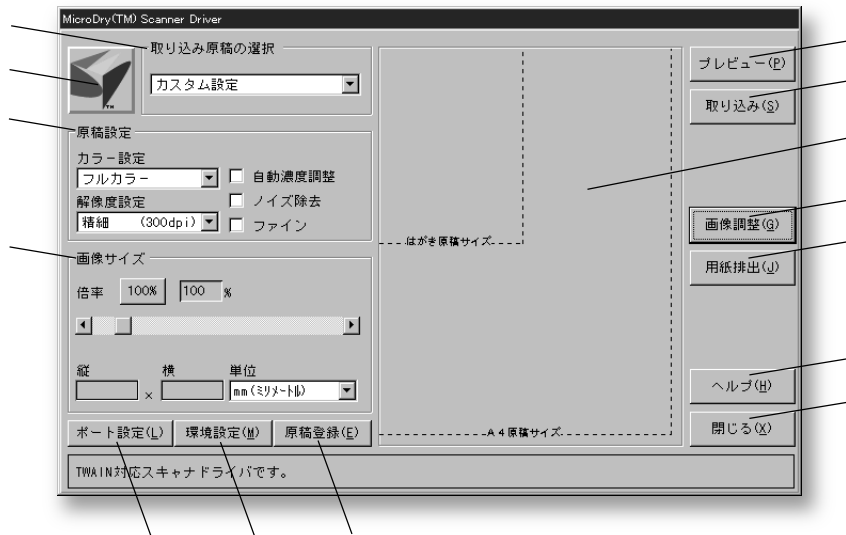 MicroDry(TM) Scanner Driver
取り込み原稿の選択
カスタム設定
TM
原稿設定
カラー設定
フルカラー
自動濃度調整
解像度設定
ノイズ除去
精細 (300dpi)
ファイン
画像サイズ
倍率 100% 100 %
縦 横 単位
× mm(ミリメートル)
ポート設定(L) 環境設定(M) 原稿登録(E)
はがき原稿サイズ
A4原稿サイズ
プレビュー(P)
取り込み(S)
画像調整(G)
用紙排出(J)
ヘルプ(H)
閉じる(X)
TWAIN対応スキャナドライバです。